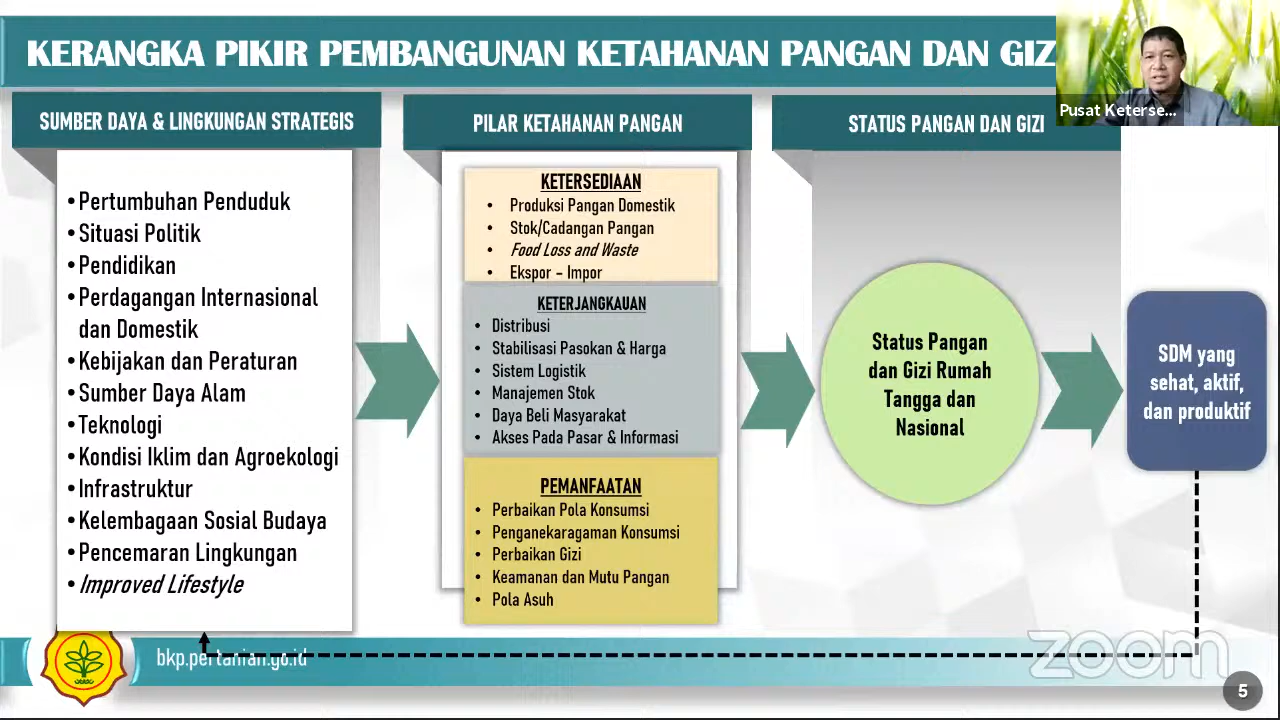 KERANGKA PIKIR PEMBANGUNAN KETAHANAN PANGAN DAN GIZ
Pusat Keterse...
SUMBER DAYA & LINGKUNGAN STRATEGIS
• Pertumbuhan Penduduk
• Situasi Politik
• Pendidikan
• Perdagangan Internasional
dan Domestik
• Kebijakan dan Peraturan
• Sumber Daya Alam
• Teknologi
• Kondisi Iklim dan Agroekologi
• Infrastruktur
• Kelembagaan Sosial Budaya
• Pencemaran Lingkungan
• Improved Lifestyle
PILAR KETAHANAN PANGAN
KETERSEDIAAN
• Produksi Pangan Domestik
• Stok/Cadangan Pangan
• Food Loss and Waste
• Ekspor – Impor
KETERJANGKAUAN
• Distribusi
• Stabilisasi Pasokan & Harga
• Sistem Logistik
• Manajemen Stok
• Daya Beli Masyarakat
• Akses Pada Pasar & Informasi
PEMANFAATAN
• Perbaikan Pola Konsumsi
• Penganekaragaman Konsumsi
• Perbaikan Gizi
• Keamanan dan Mutu Pangan
• Pola Asuh
STATUS PANGAN DAN GIZI
Status Pangan
dan Gizi Rumah
Tangga dan
Nasional
SDM yang
sehat, aktif,
dan produktif
bkp.pertanian.go.id
zoom
5